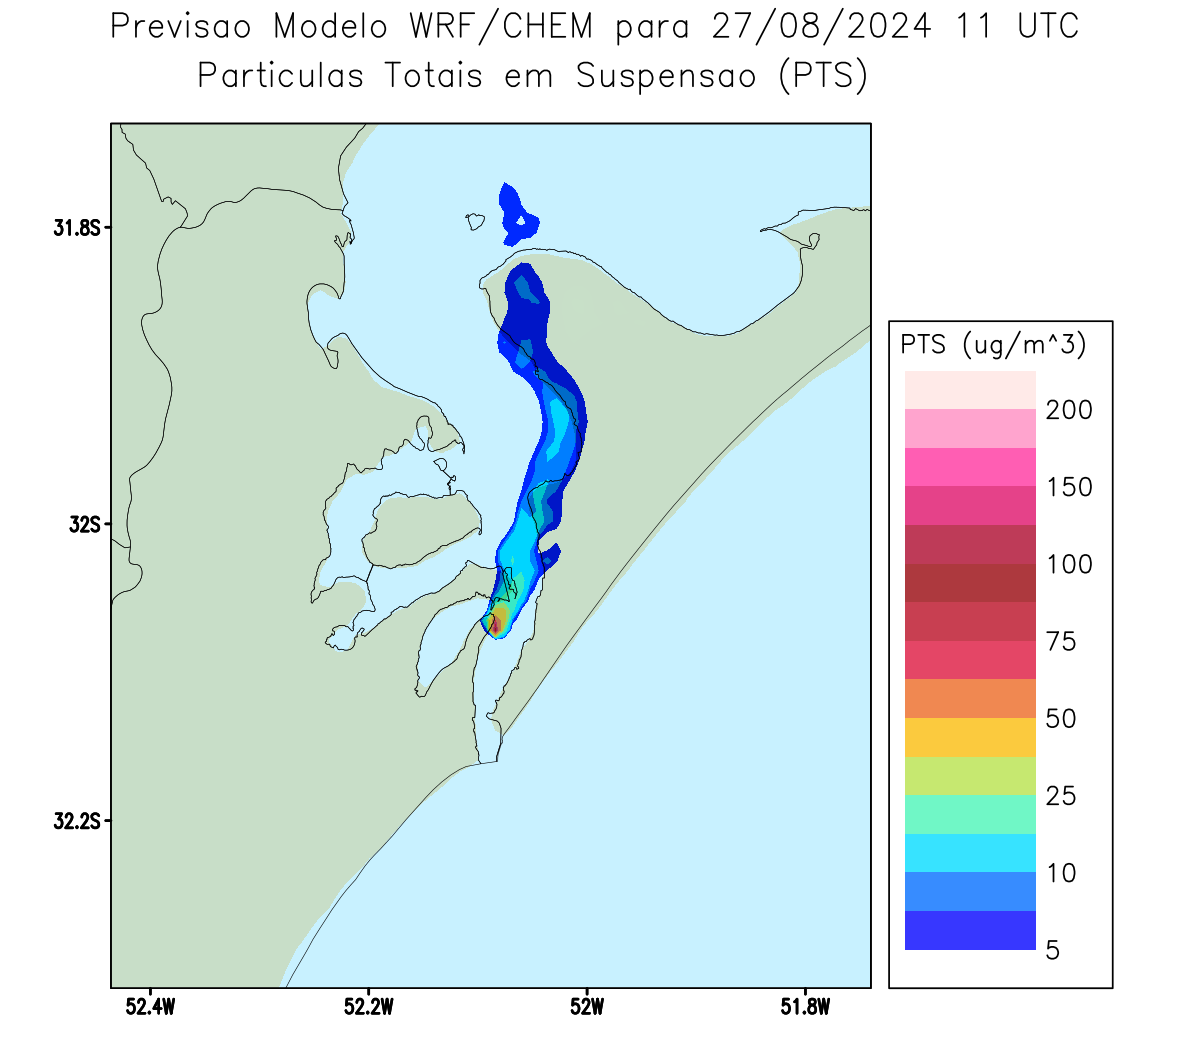 Previsao Modelo WRF/CHEM para 27/08/2024 11 UTC
Particulas Totais em Suspensao (PTS)
31.8S
32S
32.2S
52.4W
52.2W
52W
51.8W
PTS (ug/m^3)
200
150
100
75
50
25
10
5